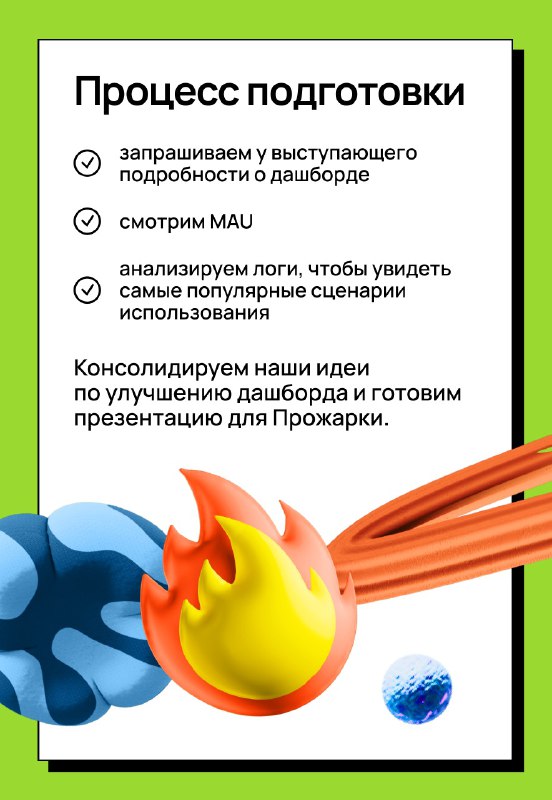 Процесс подготовки
запрашиваем у выступающего
подробности о дашборде
смотрим MAU
анализируем логи, чтобы увидеть
самые популярные сценарии
использования
Консолидируем наши идеи
по улучшению дашборда и готовим
презентацию для Прожарки.